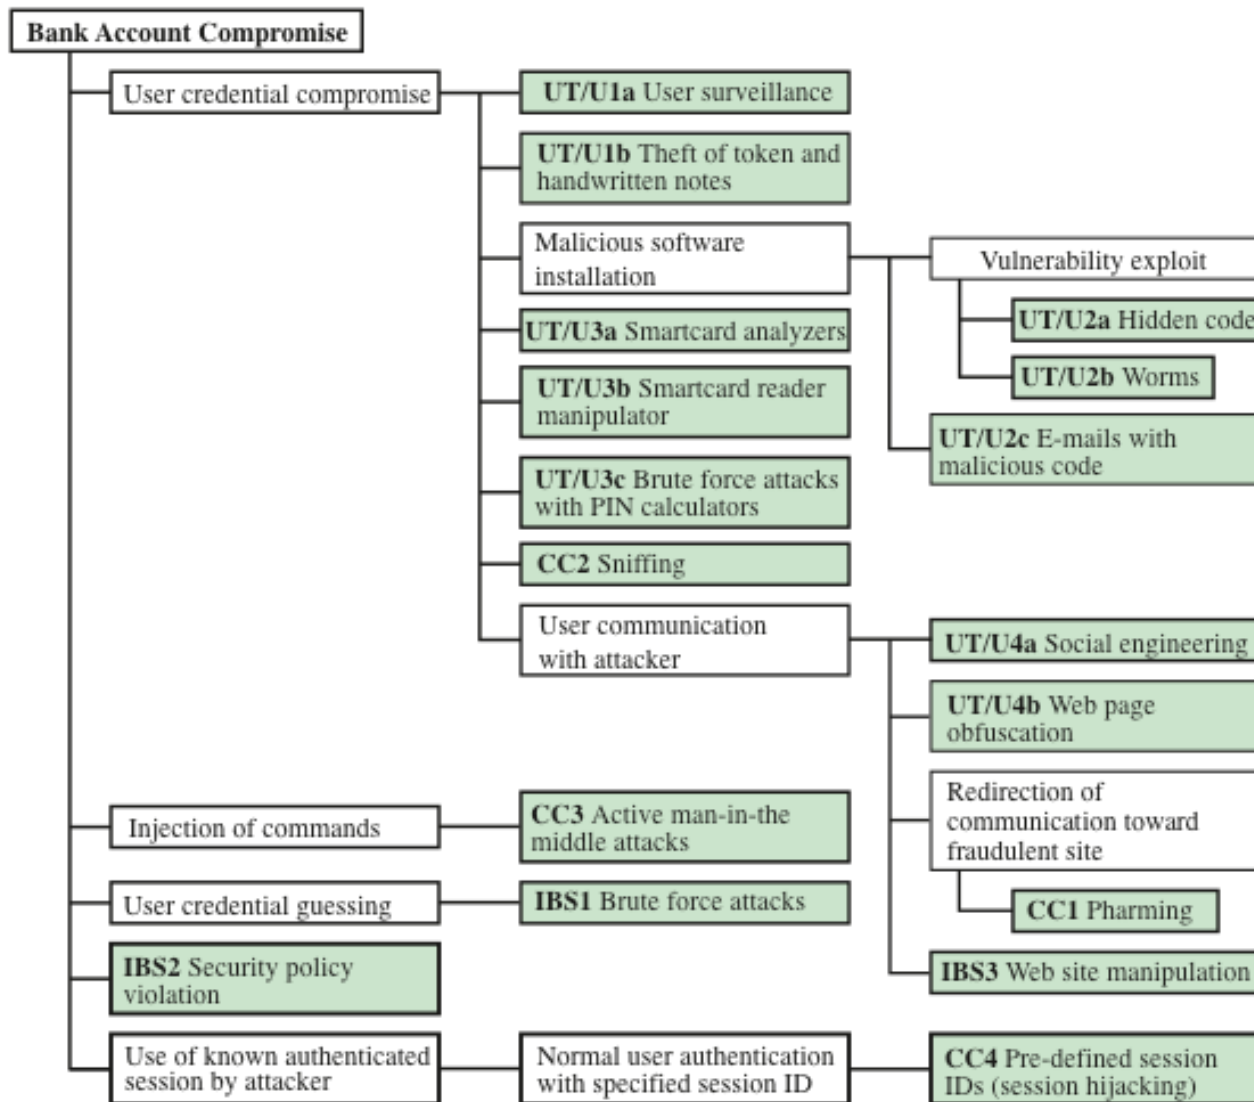 Bank Account Compromise
User credential compromise
UT/U1a User surveillance
UT/U1b Theft of token and
handwritten notes
Malicious software
installation
Vulnerability exploit
UT/U2a Hidden code
UT/U2b Worms
UT/U2c E-mails with
malicious code
UT/U3a Smartcard analyzers
UT/U3b Smartcard reader
manipulator
UT/U3c Brute force attacks
with PIN calculators
CC2 Sniffing
User communication
with attacker
UT/U4a Social engineering
UT/U4b Web page
obfuscation
Redirection of
communication toward
fraudulent site
CC1 Pharming
IBS3 Web site manipulation
Injection of commands
CC3 Active man-in-the
middle attacks
User credential guessing
IBS1 Brute force attacks
IBS2 Security policy
violation
Use of known authenticated
session by attacker
Normal user authentication
with specified session ID
CC4 Pre-defined session
IDs (session hijacking)